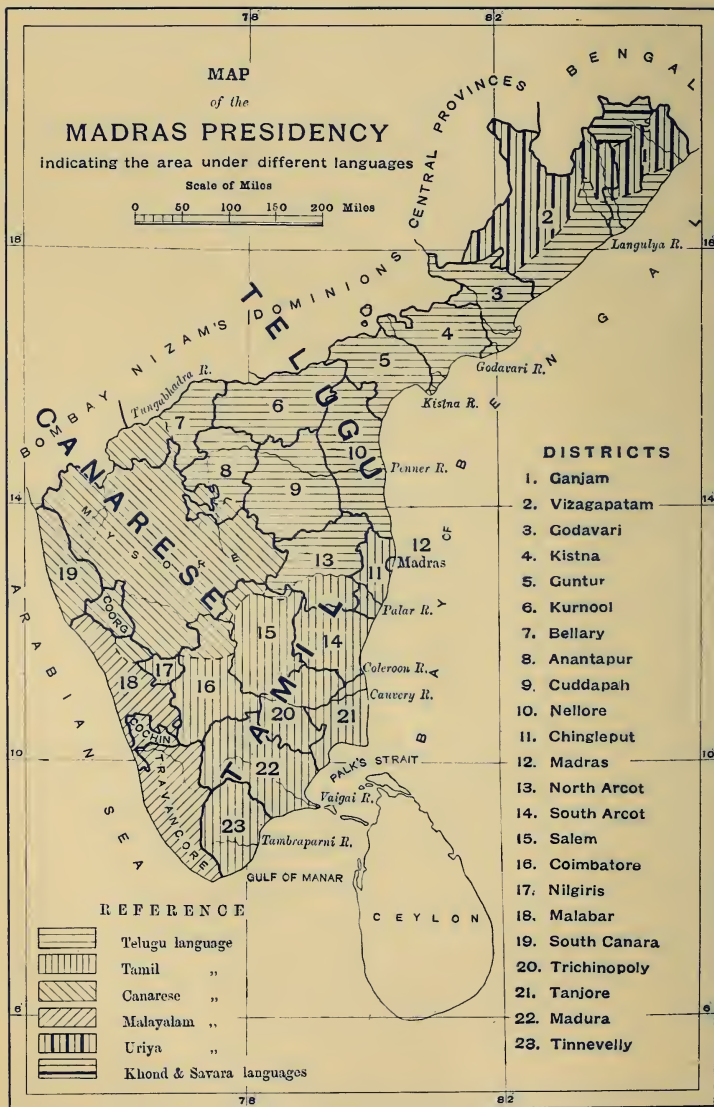 78
82
MAP
of the
MADRAS PRESIDENCY
indicating the area under different languages
Scale of Miles
0 50 100 150 200 Miles
CENTRAL PROVINCES
BENGAL
18
18
2
Langulya R.
3
4
Godavari R.
5
Kistna R.
BOMBAY
NIZAM'S DOMINIONS
TELUGU
Tungabhadra R.
6
7
8
9
10
Penner R.
CANARESE
MYSORE
14
14
12
Madras
11
13
Palar R.
19
COORG
15
14
TAMIL
18
17
16
Coleroon R.
Cauvery R.
20
21
COCHIN
10
10
22
PALK'S STRAIT
Vaigai R.
TRAVANCORE
23
Tambraparni R.
GULF OF MANAR
CEYLON
ARABIAN SEA
BAY OF BENGAL
DISTRICTS
1. Ganjam
2. Vizagapatam
3. Godavari
4. Kistna
5. Guntur
6. Kurnool
7. Bellary
8. Anantapur
9. Cuddapah
10. Nellore
11. Chingleput
12. Madras
13. North Arcot
14. South Arcot
15. Salem
16. Coimbatore
17. Nilgiris
18. Malabar
19. South Canara
20. Trichinopoly
21. Tanjore
22. Madura
23. Tinnevelly
REFERENCE
Telugu language
Tamil „
Canarese „
Malayalam „
Uriya „
Khond & Savara languages
6
6
78
82